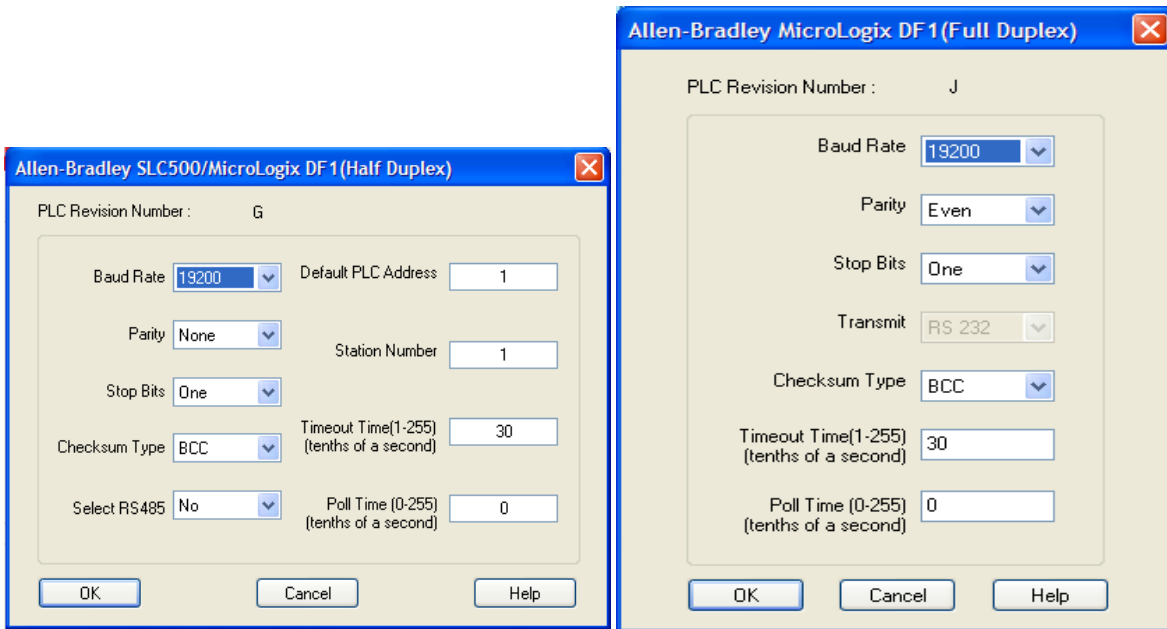 Allen-Bradley SLC500/MicroLogix DF1(Half Duplex)
PLC Revision Number : G
Baud Rate 19200 Default PLC Address 1
Parity None
Station Number 1
Stop Bits One
Timeout Time(1-255) 30
Checksum Type BCC (tenths of a second)
Select RS485 No Poll Time (0-255) 0
(tenths of a second)
OK Cancel Help
Allen-Bradley MicroLogix DF1(Full Duplex)
PLC Revision Number : J
Baud Rate 19200
Parity Even
Stop Bits One
Transmit RS 232
Checksum Type BCC
Timeout Time(1-255) 30
(tenths of a second)
Poll Time (0-255) 0
(tenths of a second)
OK Cancel Help